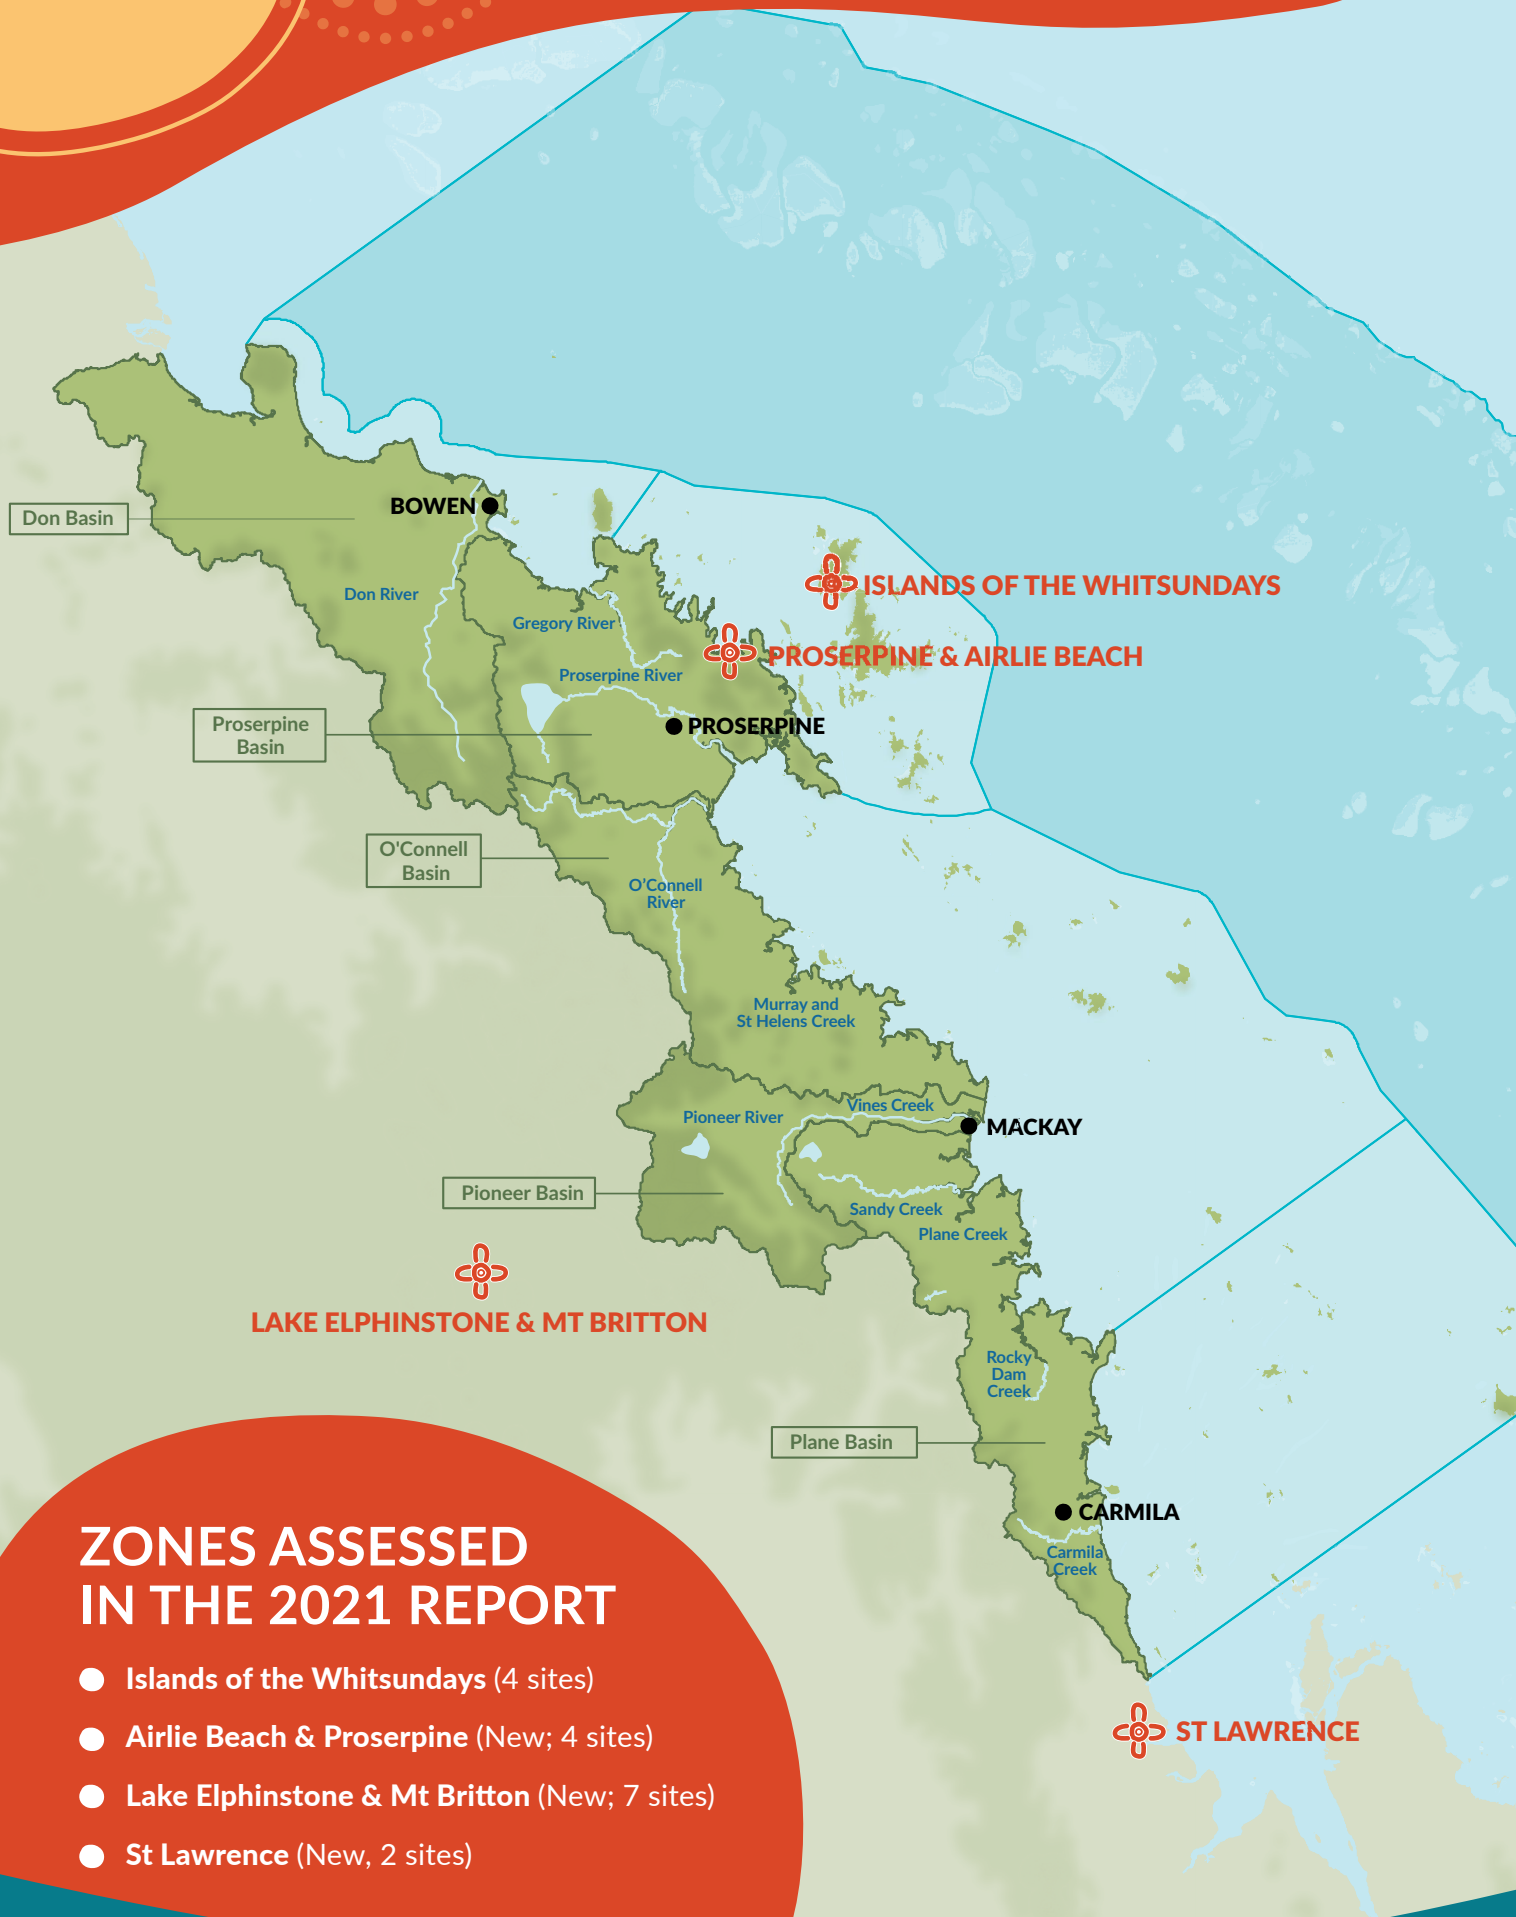 BOWEN
Don Basin
Don River
ISLANDS OF THE WHITSUNDAYS
Gregory River
PROSERPINE & AIRLIE BEACH
Proserpine River
Proserpine
Basin
PROSERPINE
O'Connell
Basin
O'Connell
River
Murray and
St Helens Creek
Vines Creek
Pioneer River
MACKAY
Pioneer Basin
Sandy Creek
Plane Creek
LAKE ELPHINSTONE & MT BRITTON
Rocky
Dam
Creek
Plane Basin
CARMILA
Carmila
Creek
ST LAWRENCE
ZONES ASSESSED
IN THE 2021 REPORT
Islands of the Whitsundays (4 sites)
Airlie Beach & Proserpine (New; 4 sites)
Lake Elphinstone & Mt Britton (New; 7 sites)
St Lawrence (New, 2 sites)